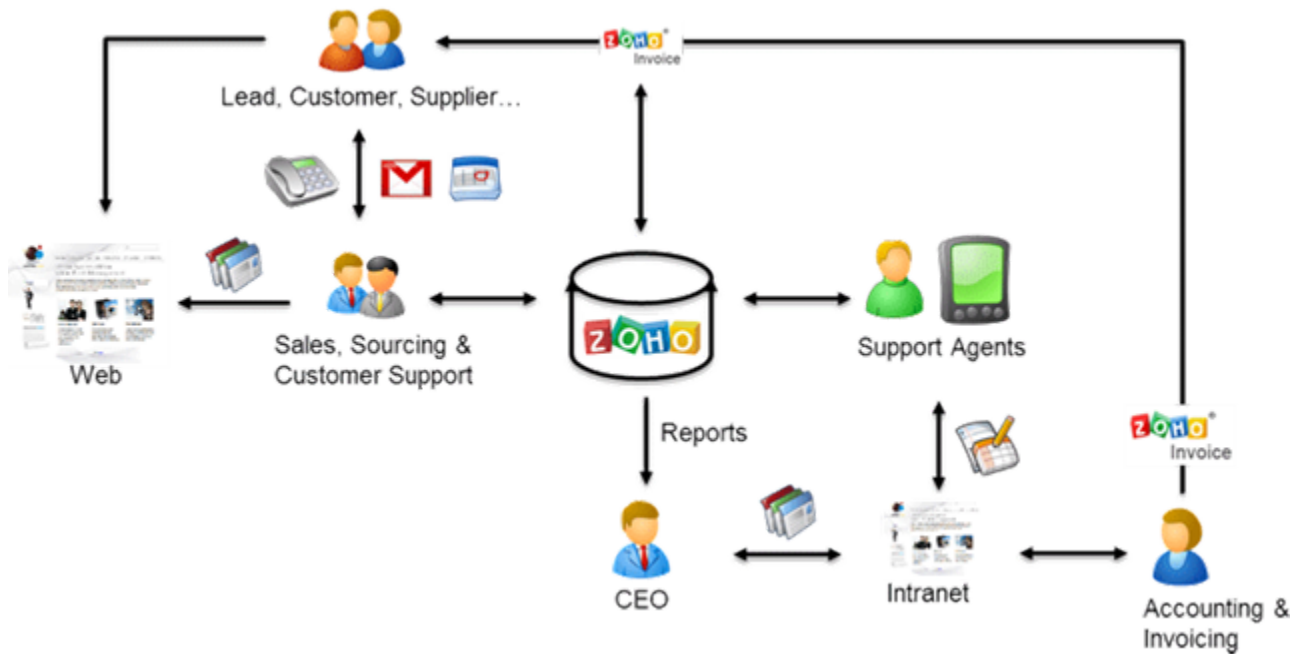 ZOHO®
Invoice
Lead, Customer, Supplier...
Web
Sales, Sourcing &
Customer Support
ZOHO
Support Agents
Reports
ZOHO®
Invoice
CEO
Intranet
Accounting &
Invoicing